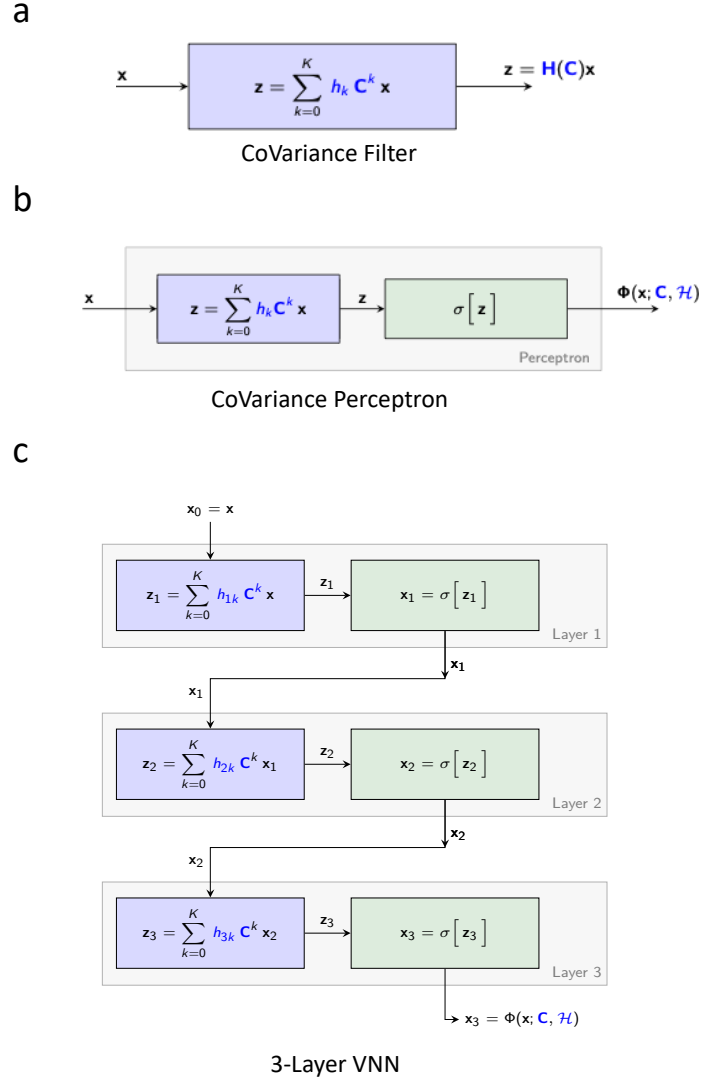 a
x
z = ∑_{k=0}^{K} h_k C^k x
z = H(C)x
CoVariance Filter
b
x
z = ∑_{k=0}^{K} h_k C^k x
z
σ[z]
Φ(x; C, ℋ)
Perceptron
CoVariance Perceptron
c
x_0 = x
z_1 = ∑_{k=0}^{K} h_{1k} C^k x
z_1
x_1 = σ[z_1]
Layer 1
x_1
x_1
z_2 = ∑_{k=0}^{K} h_{2k} C^k x_1
z_2
x_2 = σ[z_2]
Layer 2
x_2
x_2
z_3 = ∑_{k=0}^{K} h_{3k} C^k x_2
z_3
x_3 = σ[z_3]
Layer 3
x_3 = Φ(x; C, ℋ)
3-Layer VNN